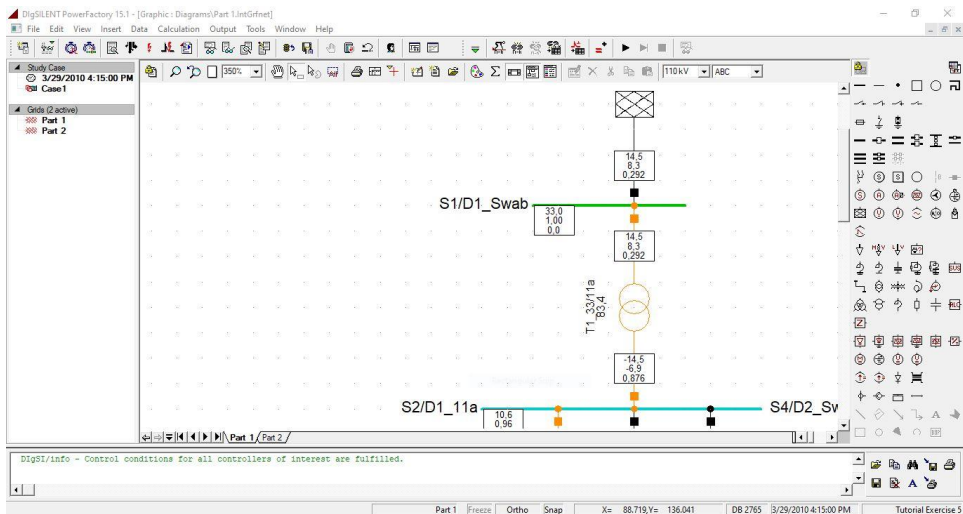 DIgSILENT PowerFactory 15.1 - [Graphic : Diagrams\Part 1.IntGrfnet]
File Edit View Insert Data Calculation Output Tools Window Help
Study Case
3/29/2010 4:15:00 PM
Case1
Grids (2 active)
Part 1
Part 2
350%
110 kV
ABC
14,5
8,3
0,292
S1/D1_Swab
33,0
1,00
0,0
14,5
8,3
0,292
T1_33/11a
83,4
-14,5
-6,9
0,876
S2/D1_11a
10,6
0,96
S4/D2_Sw
Part 1 Part 2
DIgSI/info - Control conditions for all controllers of interest are fulfilled.
Part 1 Freeze Ortho Snap X= 88.719,Y= 136.041 DB 2765 3/29/2010 4:15:00 PM Tutorial Exercise 5